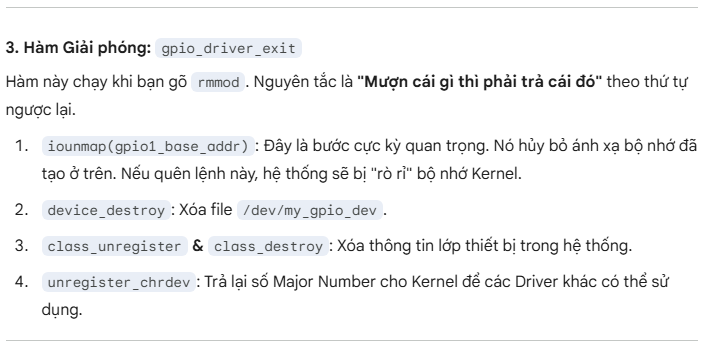 3. Hàm Giải phóng: gpio_driver_exit
Hàm này chạy khi bạn gõ rmmod. Nguyên tắc là "Mượn cái gì thì phải trả cái đó" theo thứ tự
ngược lại.
1. iounmap(gpio1_base_addr): Đây là bước cực kỳ quan trọng. Nó hủy bỏ ánh xạ bộ nhớ đã
tạo ở trên. Nếu quên lệnh này, hệ thống sẽ bị "rò rỉ" bộ nhớ Kernel.
2. device_destroy: Xóa file /dev/my_gpio_dev.
3. class_unregister & class_destroy: Xóa thông tin lớp thiết bị trong hệ thống.
4. unregister_chrdev: Trả lại số Major Number cho Kernel để các Driver khác có thể sử
dụng.